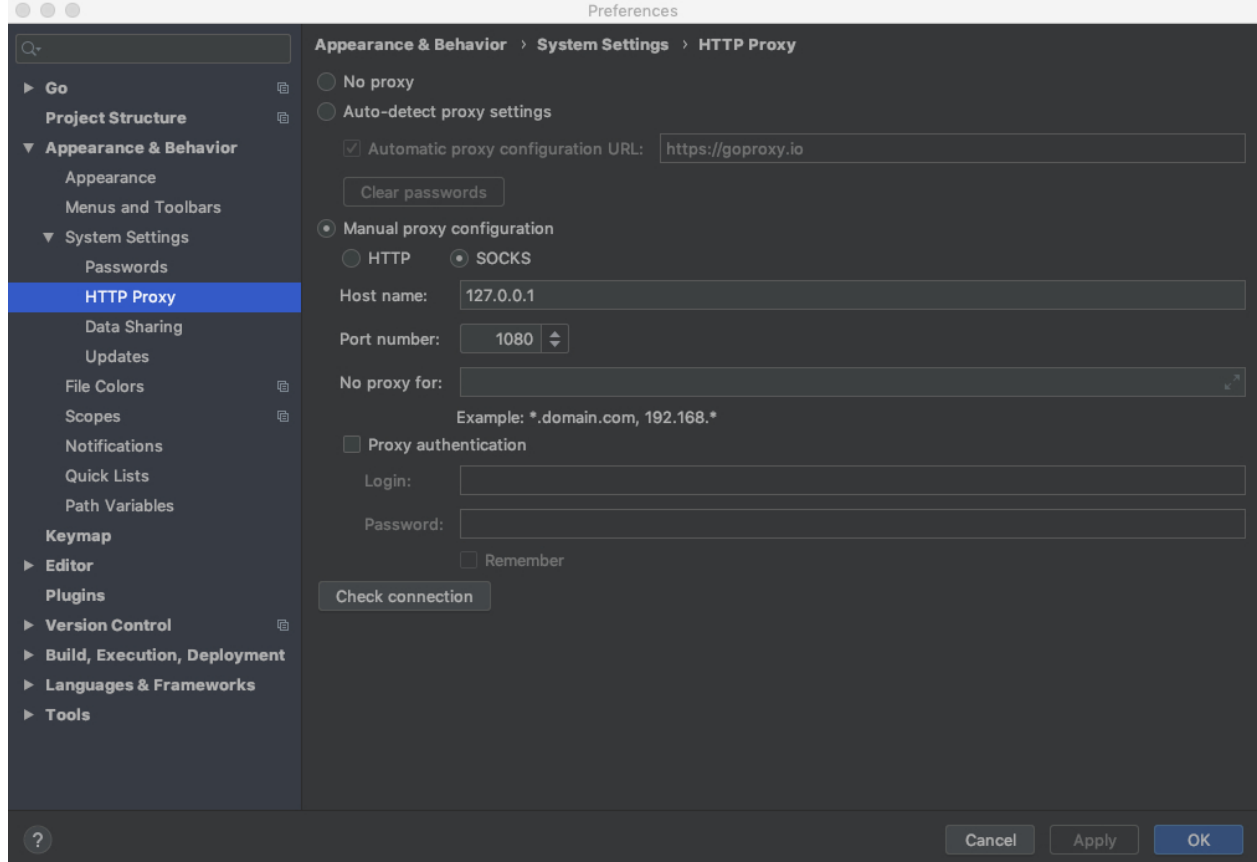 Preferences
Go
Project Structure
Appearance & Behavior
Appearance
Menus and Toolbars
System Settings
Passwords
HTTP Proxy
Data Sharing
Updates
File Colors
Scopes
Notifications
Quick Lists
Path Variables
Keymap
Editor
Plugins
Version Control
Build, Execution, Deployment
Languages & Frameworks
Tools
Appearance & Behavior › System Settings › HTTP Proxy
No proxy
Auto-detect proxy settings
Automatic proxy configuration URL: https://goproxy.io
Clear passwords
Manual proxy configuration
HTTP SOCKS
Host name: 127.0.0.1
Port number: 1080
No proxy for:
Example: *.domain.com, 192.168.*
Proxy authentication
Login:
Password:
Remember
Check connection
? Cancel Apply OK